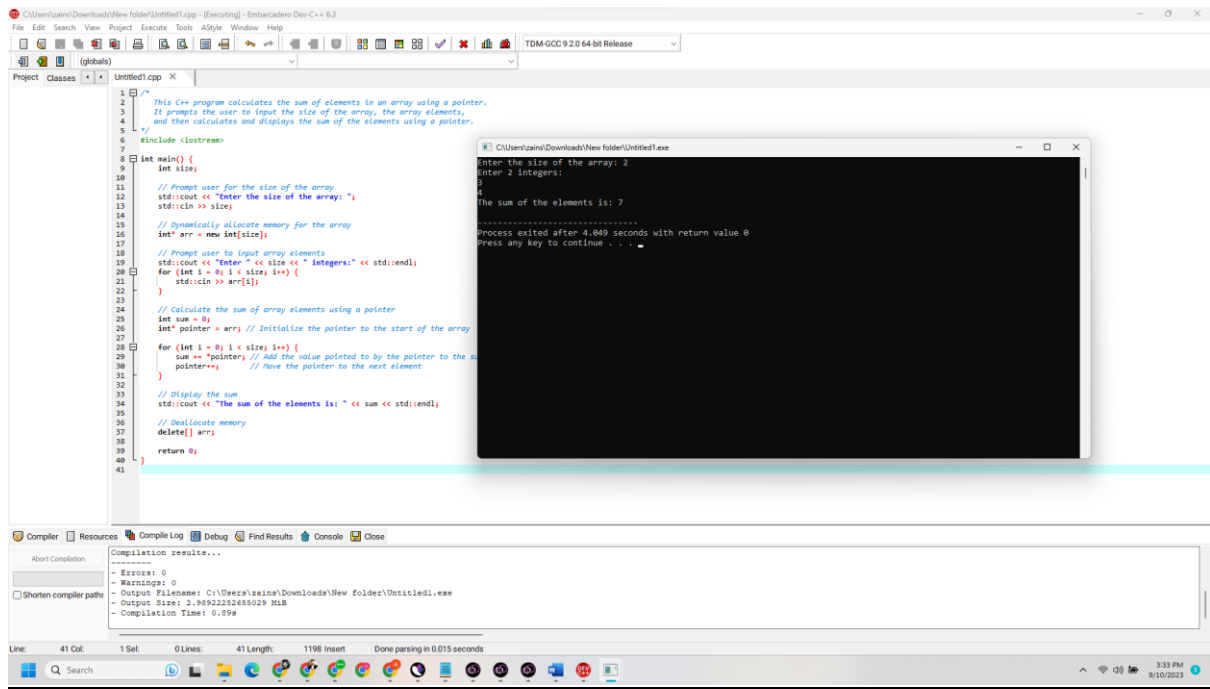 C:\Users\zains\Downloads\New folder\Untitled1.cpp - [Executing] - Embarcadero Dev-C++ 6.3
File Edit Search View Project Execute Tools AStyle Window Help
TDM-GCC 9.2.0 64-bit Release
(globals)
Project Classes Untitled1.cpp
1 /*
2 This C++ program calculates the sum of elements in an array using a pointer.
3 It prompts the user to input the size of the array, the array elements,
4 and then calculates and displays the sum of the elements using a pointer.
5 */
6 #include <iostream>
7
8 int main() {
9 int size;
10
11 // Prompt user for the size of the array
12 std::cout << "Enter the size of the array: ";
13 std::cin >> size;
14
15 // Dynamically allocate memory for the array
16 int* arr = new int[size];
17
18 // Prompt user to input array elements
19 std::cout << "Enter " << size << " integers:" << std::endl;
20 for (int i = 0; i < size; i++) {
21 std::cin >> arr[i];
22 }
23
24 // Calculate the sum of array elements using a pointer
25 int sum = 0;
26 int* pointer = arr; // Initialize the pointer to the start of the array
27
28 for (int i = 0; i < size; i++) {
29 sum += *pointer; // Add the value pointed to by the pointer to the su
30 pointer++; // Move the pointer to the next element
31 }
32
33 // Display the sum
34 std::cout << "The sum of the elements is: " << sum << std::endl;
35
36 // Deallocate memory
37 delete[] arr;
38
39 return 0;
40 }
41
C:\Users\zains\Downloads\New folder\Untitled1.exe
Enter the size of the array: 2
Enter 2 integers:
3
4
The sum of the elements is: 7
--------------------------------
Process exited after 4.049 seconds with return value 0
Press any key to continue . . .
Compiler Resources Compile Log Debug Find Results Console Close
Abort Compilation
Shorten compiler paths
Compilation results...
--------
- Errors: 0
- Warnings: 0
- Output Filename: C:\Users\zains\Downloads\New folder\Untitled1.exe
- Output Size: 2.98922252655029 MiB
- Compilation Time: 0.89s
Line: 41 Col: 1 Sel: 0 Lines: 41 Length: 1198 Insert Done parsing in 0.015 seconds
Search
3:33 PM
9/10/2023